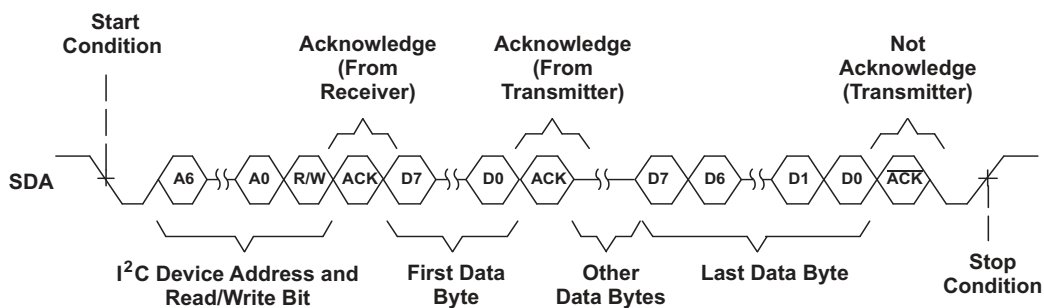 Start
Condition
Acknowledge
(From
Receiver)
Acknowledge
(From
Transmitter)
Not
Acknowledge
(Transmitter)
SDA
A6
A0
R/W
ACK
D7
D0
ACK
D7
D6
D1
D0
A̅C̅K̅
I²C Device Address and
Read/Write Bit
First Data
Byte
Other
Data Bytes
Last Data Byte
Stop
Condition